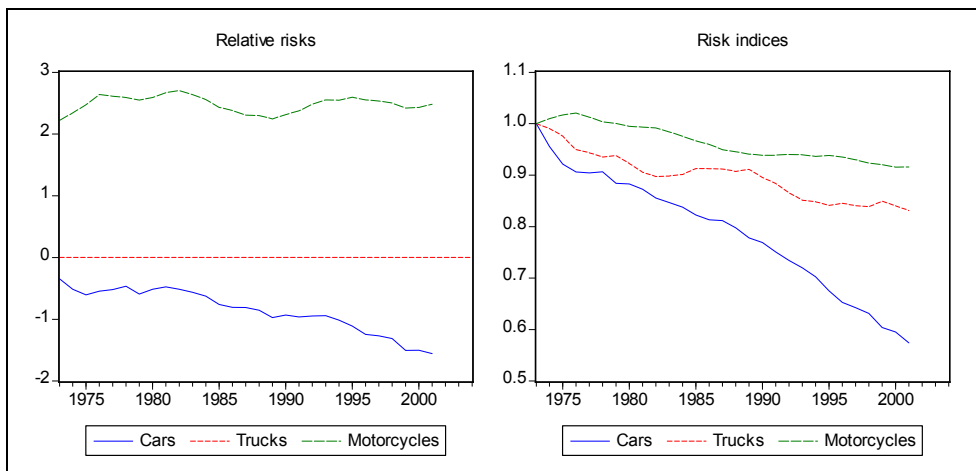 Relative risks
3
2
1
0
-1
-2
1975 1980 1985 1990 1995 2000
Cars Trucks Motorcycles
Risk indices
1.1
1.0
0.9
0.8
0.7
0.6
0.5
1975 1980 1985 1990 1995 2000
Cars Trucks Motorcycles